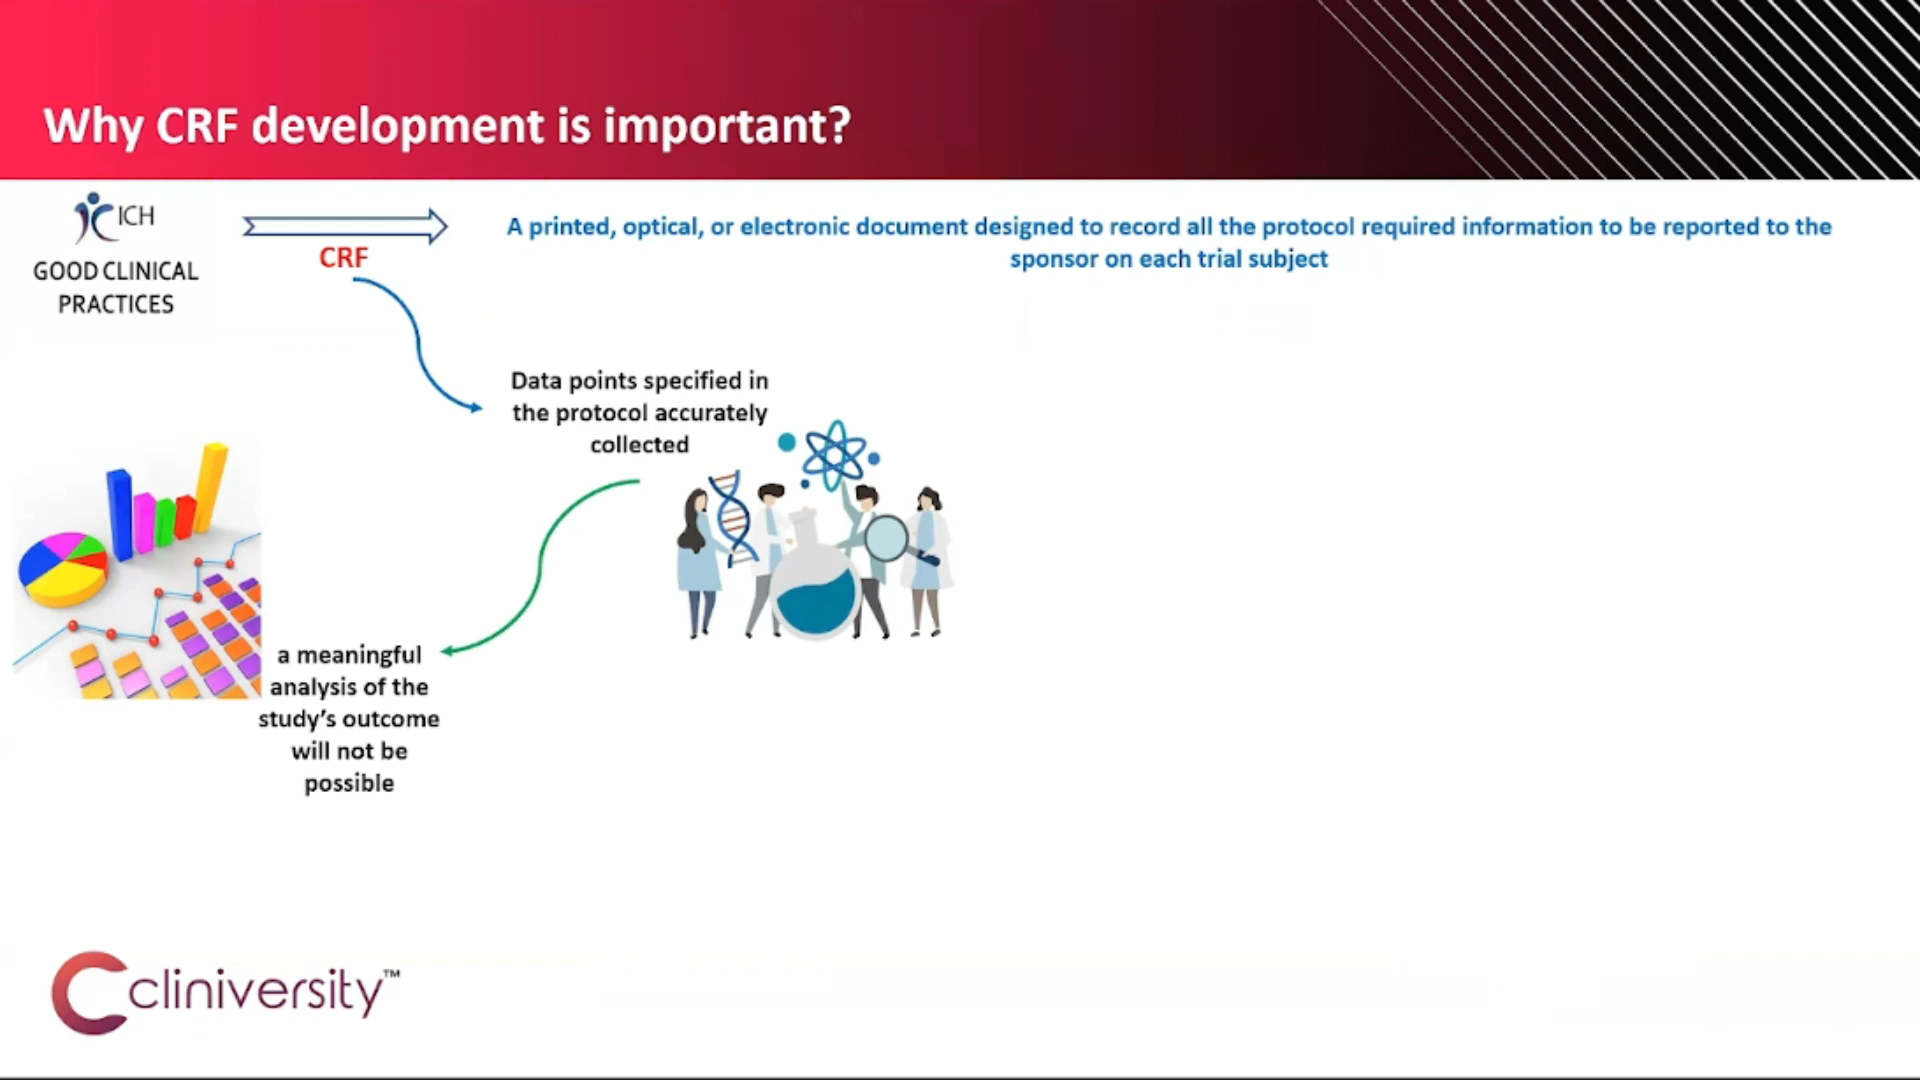 Why CRF development is important?
ICH
GOOD CLINICAL
PRACTICES
CRF
A printed, optical, or electronic document designed to record all the protocol required information to be reported to the
sponsor on each trial subject
Data points specified in
the protocol accurately
collected
a meaningful
analysis of the
study's outcome
will not be
possible
cliniversity™